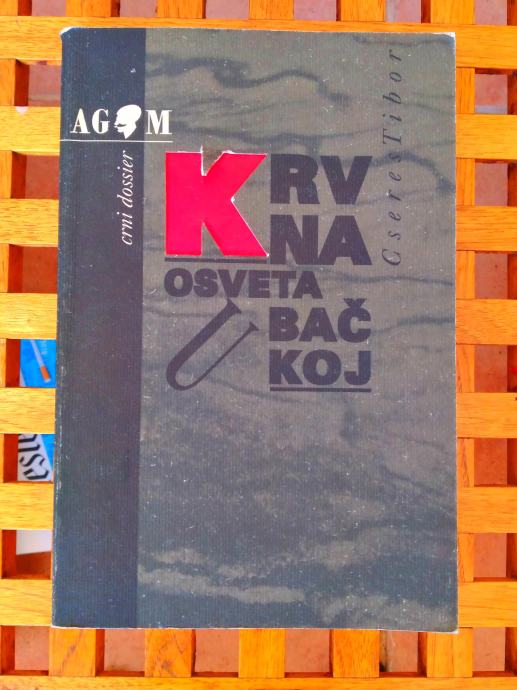 AGM
crni dossier
Cseres Tibor
KRV
NA
OSVETA
U BAČ
KOJ